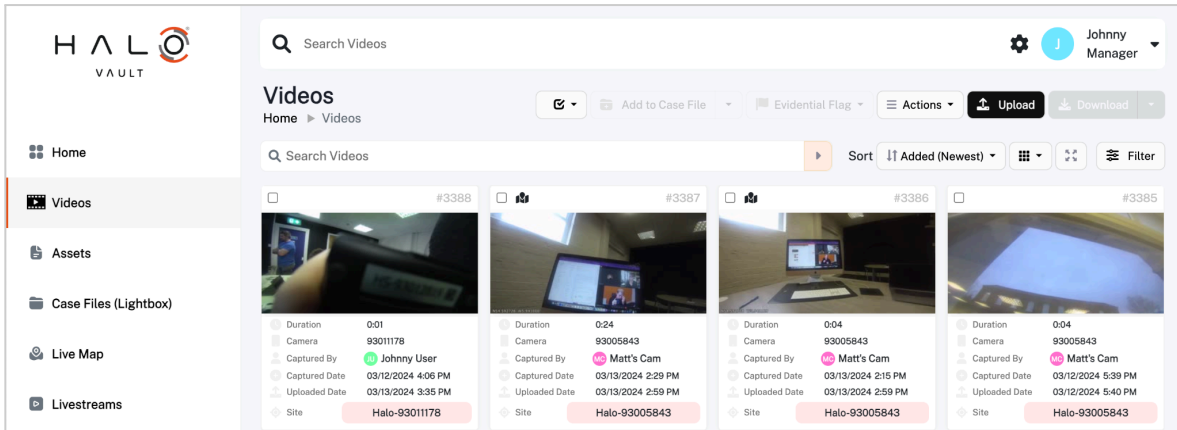 HALO
VAULT
Search Videos
Johnny
Manager
J
Videos
Home ▶ Videos
Add to Case File
Evidential Flag
Actions
Upload
Download
Search Videos
Sort
Added (Newest)
Filter
Home
Videos
Assets
Case Files (Lightbox)
Live Map
Livestreams
#3388
Duration 0:01
Camera 93011178
Captured By JU Johnny User
Captured Date 03/12/2024 4:06 PM
Uploaded Date 03/13/2024 3:35 PM
Site Halo-93011178
#3387
Duration 0:24
Camera 93005843
Captured By MC Matt's Cam
Captured Date 03/13/2024 2:29 PM
Uploaded Date 03/13/2024 2:59 PM
Site Halo-93005843
#3386
Duration 0:04
Camera 93005843
Captured By MC Matt's Cam
Captured Date 03/13/2024 2:15 PM
Uploaded Date 03/13/2024 2:59 PM
Site Halo-93005843
#3385
Duration 0:04
Camera 93005843
Captured By MC Matt's Cam
Captured Date 03/12/2024 5:39 PM
Uploaded Date 03/12/2024 5:40 PM
Site Halo-93005843